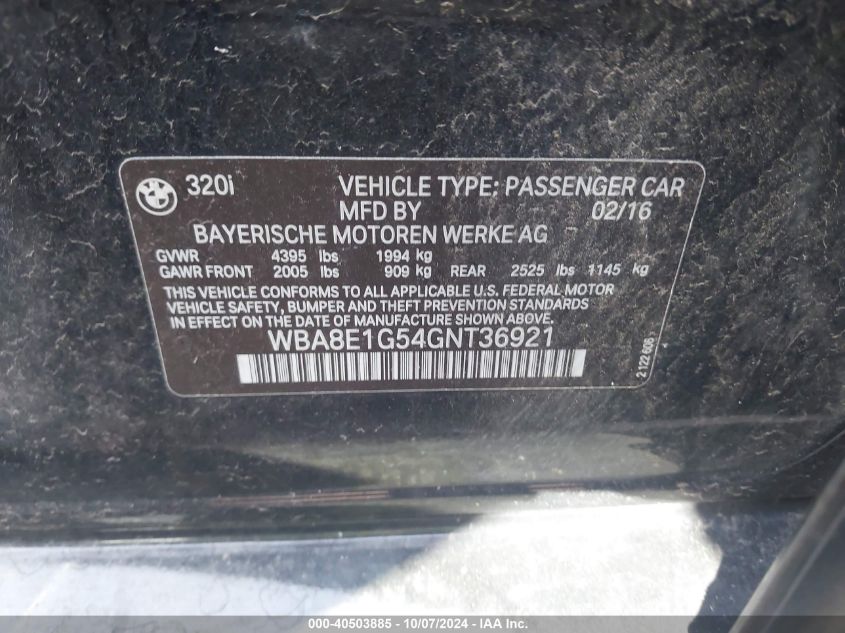 320i VEHICLE TYPE: PASSENGER CAR
MFD BY 02/16
BAYERISCHE MOTOREN WERKE AG
GVWR 4395 lbs 1994 kg
GAWR FRONT 2005 lbs 909 kg REAR 2525 lbs 1145 kg
THIS VEHICLE CONFORMS TO ALL APPLICABLE U.S. FEDERAL MOTOR
VEHICLE SAFETY, BUMPER AND THEFT PREVENTION STANDARDS
IN EFFECT ON THE DATE OF MANUFACTURE SHOWN ABOVE.
WBA8E1G54GNT36921
2 122 606
000-40503885 - 10/07/2024 - IAA Inc.